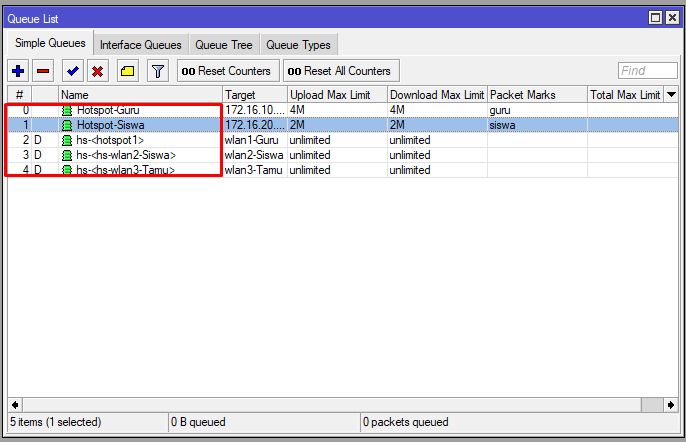 Queue List
Simple Queues Interface Queues Queue Tree Queue Types
00 Reset Counters 00 Reset All Counters Find
# Name Target Upload Max Limit Download Max Limit Packet Marks Total Max Limit
0 Hotspot-Guru 172.16.10.... 4M 4M guru
1 Hotspot-Siswa 172.16.20.... 2M 2M siswa
2 D hs-<hotspot1> wlan1-Guru unlimited unlimited
3 D hs-<hs-wlan2-Siswa> wlan2-Siswa unlimited unlimited
4 D hs-<hs-wlan3-Tamu> wlan3-Tamu unlimited unlimited
5 items (1 selected) 0 B queued 0 packets queued